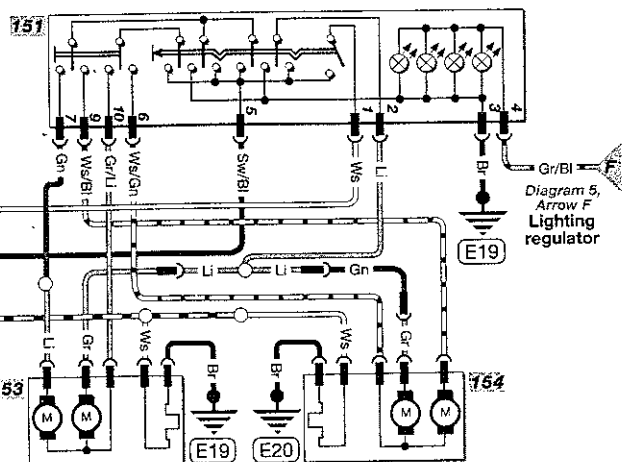 151
7 9 10 6 5 1 2 3 4
Gn Ws/Bl Gr/Li Ws/Gn Sw/Bl Ws Li Br Gr/Bl F
Diagram 5,
Arrow F
Lighting
regulator
E19
Li Li Gn
Li Gr Ws Br Br Ws Gr
53 154
M M M M
E19 E20